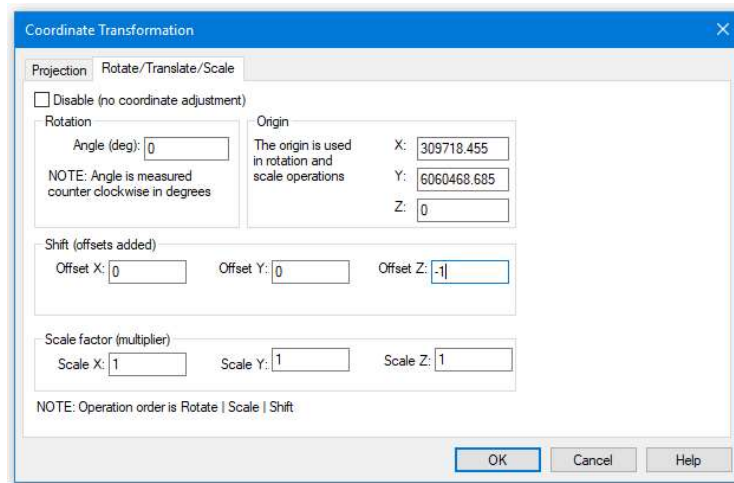 Coordinate Transformation
Projection Rotate/Translate/Scale
Disable (no coordinate adjustment)
Rotation
Angle (deg): 0
NOTE: Angle is measured
counter clockwise in degrees
Origin
The origin is used
in rotation and
scale operations
X: 309718.455
Y: 6060468.685
Z: 0
Shift (offsets added)
Offset X: 0 Offset Y: 0 Offset Z: -1
Scale factor (multiplier)
Scale X: 1 Scale Y: 1 Scale Z: 1
NOTE: Operation order is Rotate | Scale | Shift
OK Cancel Help